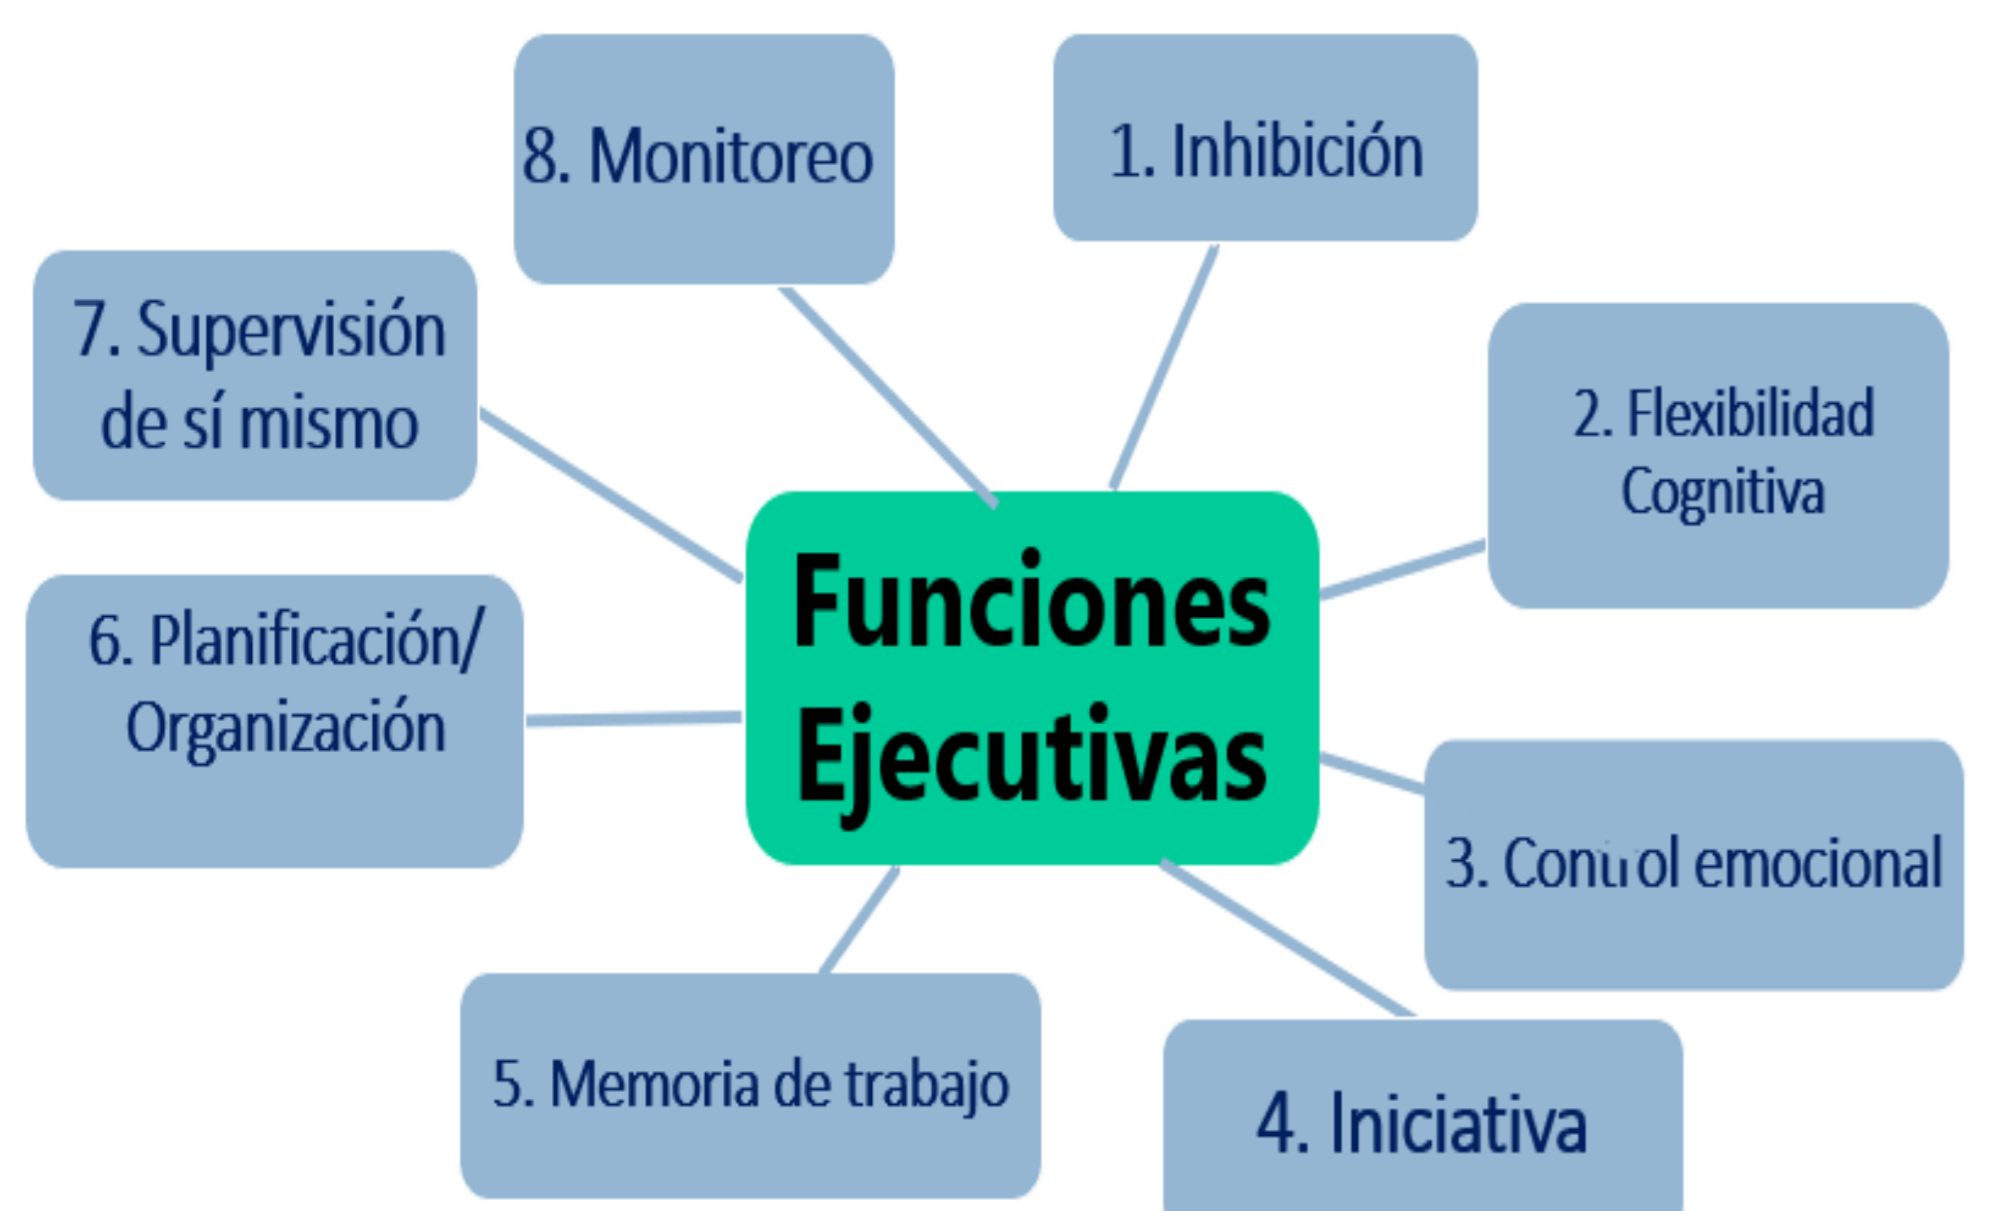 8. Monitoreo
1. Inhibición
7. Supervisión
de sí mismo
2. Flexibilidad
Cognitiva
Funciones
Ejecutivas
6. Planificación/
Organización
3. Control emocional
5. Memoria de trabajo
4. Iniciativa